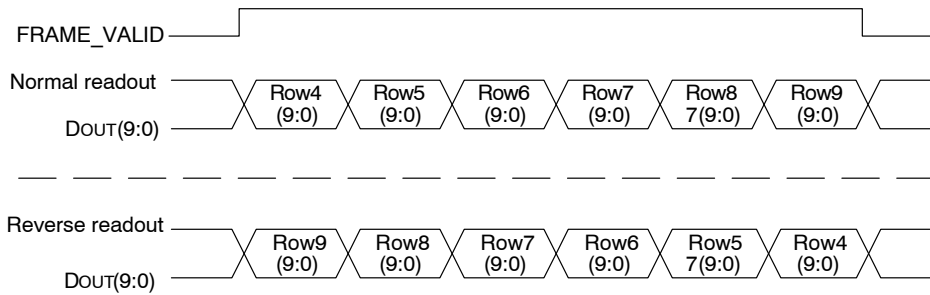 FRAME_VALID
Normal readout
Row4 Row5 Row6 Row7 Row8 Row9
(9:0) (9:0) (9:0) (9:0) 7(9:0) (9:0)
DOUT(9:0)
Reverse readout
Row9 Row8 Row7 Row6 Row5 Row4
(9:0) (9:0) (9:0) (9:0) 7(9:0) (9:0)
DOUT(9:0)